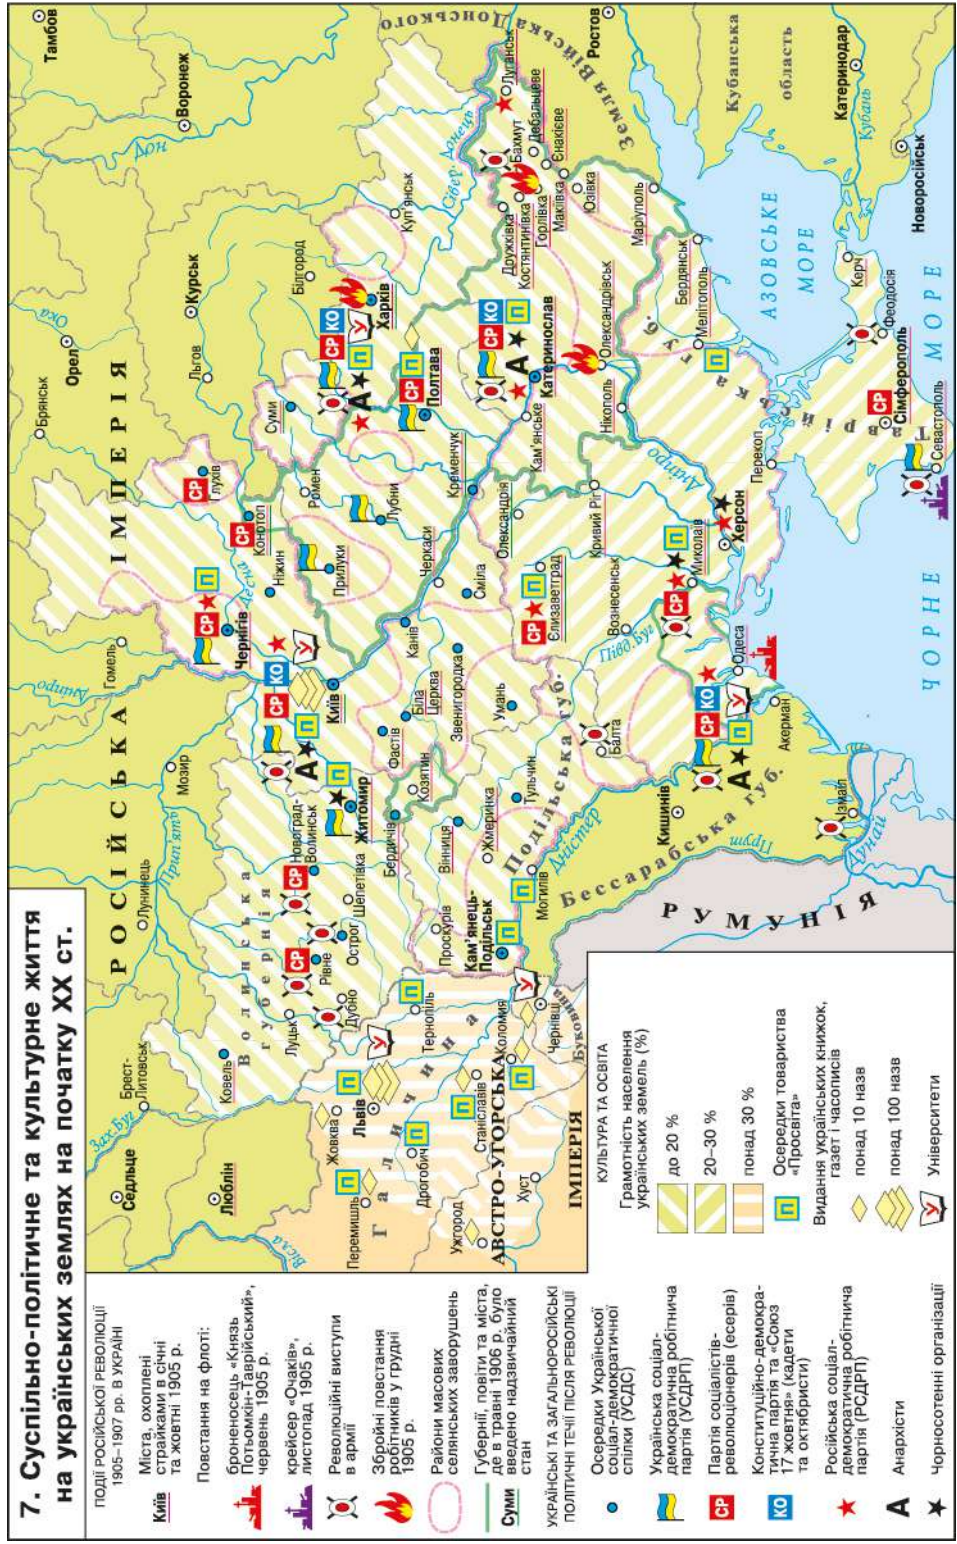 7. Суспільно-політичне та культурне життя
на українських землях на початку ХХ ст.
ПОДІЇ РОСІЙСЬКОЇ РЕВОЛЮЦІЇ
1905–1907 рр. В УКРАЇНІ
Київ
Міста, охоплені
страйками в січні
та жовтні 1905 р.
Повстання на флоті:
броненосець «Князь
Потьомкін-Таврійський»,
червень 1905 р.
крейсер «Очаків»,
листопад 1905 р.
Революційні виступи
в армії
Збройні повстання
робітників у грудні
1905 р.
Райони масових
селянських заворушень
Суми
Губернії, повіти та міста,
де в травні 1906 р. було
введено надзвичайний
стан
УКРАЇНСЬКІ ТА ЗАГАЛЬНОРОСІЙСЬКІ
ПОЛІТИЧНІ ТЕЧІЇ ПІСЛЯ РЕВОЛЮЦІЇ
Осередки Української
соціал-демократичної
спілки (УСДС)
Українська соціал-
демократична робітнича
партія (УСДРП)
СР
Партія соціалістів-
революціонерів (есерів)
КО
Конституційно-демокра-
тична партія та «Союз
17 жовтня» (кадети
та октябристи)
Російська соціал-
демократична робітнича
партія (РСДРП)
А
Анархісти
Чорносотенні організації
КУЛЬТУРА ТА ОСВІТА
Грамотність населення
українських земель (%)
до 20 %
20–30 %
понад 30 %
П
Осередки товариства
«Просвіта»
Видання українських книжок,
газет і часописів
понад 10 назв
понад 100 назв
У
Університети
РОСІЙСЬКА ІМПЕРІЯ
АВСТРО-УГОРСЬКА
ІМПЕРІЯ
РУМУНІЯ
ЧОРНЕ МОРЕ
АЗОВСЬКЕ
МОРЕ
Волинська
губернія
Подільська губ.
Бессарабська губ.
Таврійська губ.
Земля Війська Донського
Кубанська
область
Галичина
Буковина
Тамбов
Воронеж
Орел
Брянськ
Курськ
Льгов
Білгород
Ростов
Катеринодар
Новоросійськ
Гомель
Мозир
Лунинець
Брест-
Литовськ
Седльце
Люблін
Ковель
Луцьк
Дубно
Рівне
Острог
Шепетівка
Новоград-
Волинськ
Житомир
Бердичів
Київ
Чернігів
Глухів
Конотоп
Ніжин
Прилуки
Ромен
Суми
Лубни
Полтава
Харків
Куп'янськ
Кременчук
Черкаси
Канів
Сміла
Біла
Церква
Фастів
Звенигородка
Умань
Козятин
Вінниця
Жмеринка
Тульчин
Проскурів
Кам'янець-
Подільськ
Могилів
Балта
Кишинів
Ізмаїл
Акерман
Одеса
Миколаїв
Херсон
Вознесенськ
Єлизаветград
Олександрія
Кривий Ріг
Нікополь
Кам'янське
Катеринослав
Олександрівськ
Дружківка
Костянтинівка
Горлівка
Макіївка
Юзівка
Єнакієве
Дебальцеве
Бахмут
Луганськ
Маріуполь
Бердянськ
Мелітополь
Перекоп
Сімферополь
Севастополь
Феодосія
Керч
Жовква
Львів
Перемишль
Дрогобич
Тернопіль
Станіславів
Коломия
Чернівці
Хуст
Ужгород
Дон
Ока
Десна
Дніпро
Прип'ять
Зах.Буг
Вісла
Сівер. Донець
Дніпро
Півд.Буг
Дністер
Прут
Дунай
Кубань